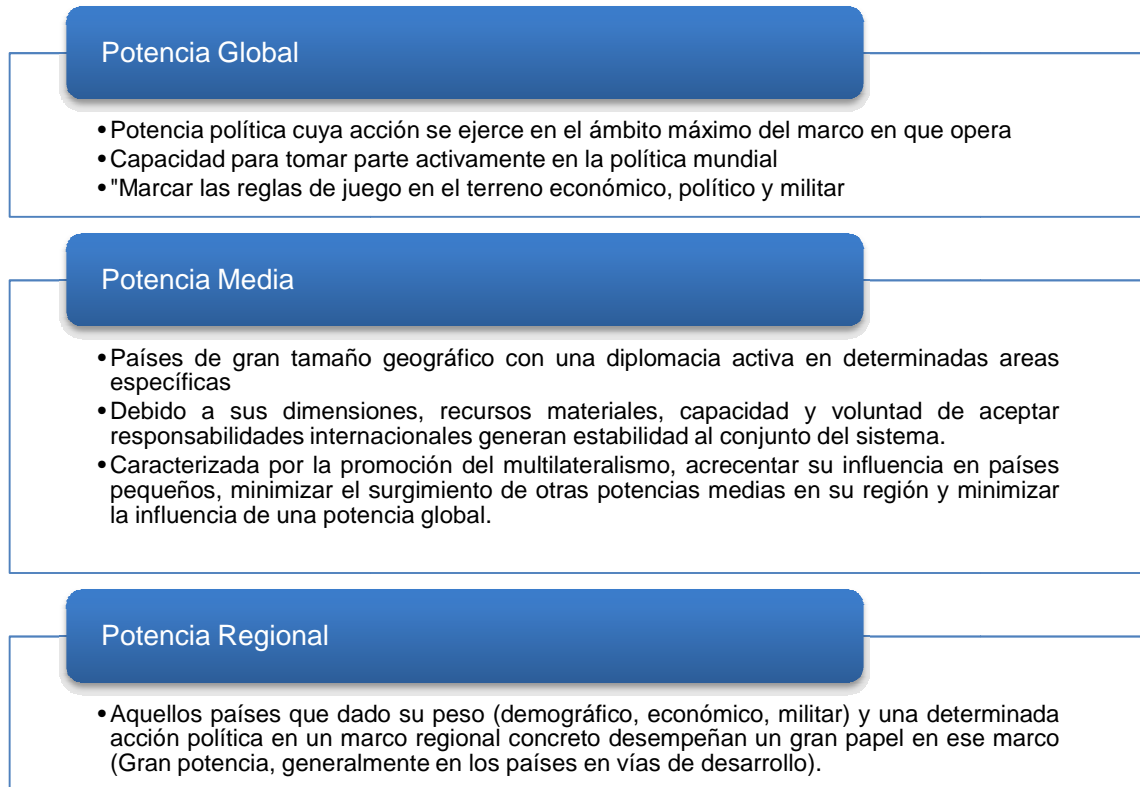 Potencia Global
•Potencia política cuya acción se ejerce en el ámbito máximo del marco en que opera
•Capacidad para tomar parte activamente en la política mundial
•"Marcar las reglas de juego en el terreno económico, político y militar
Potencia Media
•Países de gran tamaño geográfico con una diplomacia activa en determinadas areas
específicas
•Debido a sus dimensiones, recursos materiales, capacidad y voluntad de aceptar
responsabilidades internacionales generan estabilidad al conjunto del sistema.
•Caracterizada por la promoción del multilateralismo, acrecentar su influencia en países
pequeños, minimizar el surgimiento de otras potencias medias en su región y minimizar
la influencia de una potencia global.
Potencia Regional
•Aquellos países que dado su peso (demográfico, económico, militar) y una determinada
acción política en un marco regional concreto desempeñan un gran papel en ese marco
(Gran potencia, generalmente en los países en vías de desarrollo).